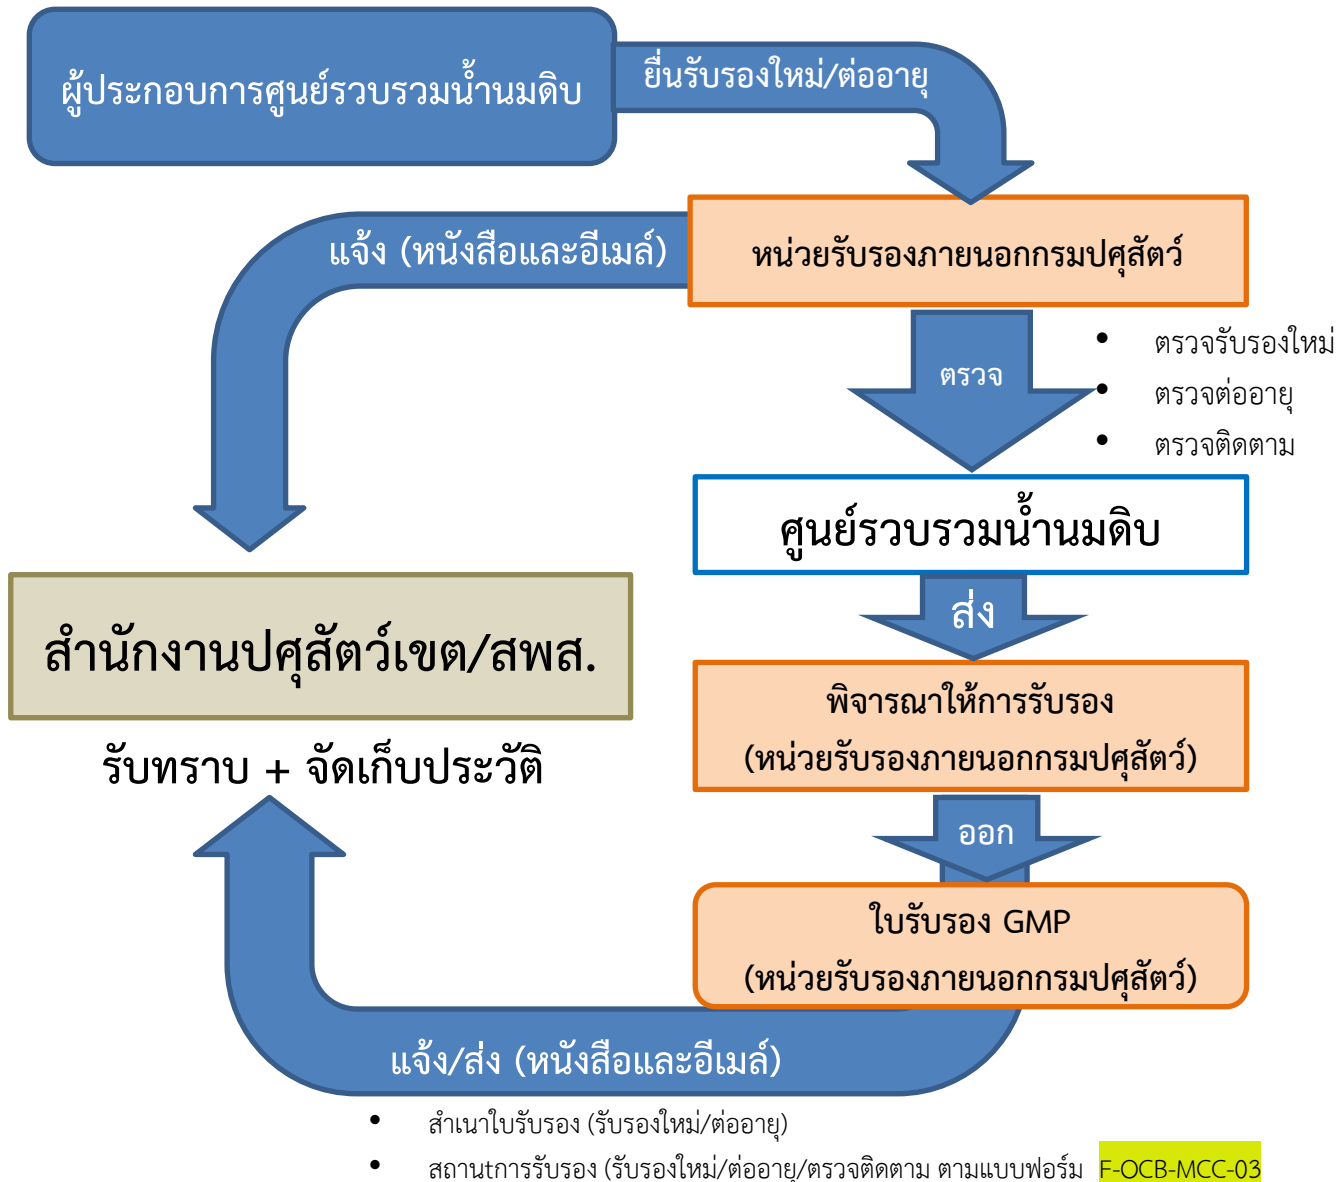 ผู้ประกอบการศูนย์รวบรวมน้ำนมดิบ
ยื่นรับรองใหม่/ต่ออายุ
แจ้ง (หนังสือและอีเมล์)
หน่วยรับรองภายนอกกรมปศุสัตว์
ตรวจ
• ตรวจรับรองใหม่
• ตรวจต่ออายุ
• ตรวจติดตาม
ศูนย์รวบรวมน้ำนมดิบ
ส่ง
สำนักงานปศุสัตว์เขต/สพส.
รับทราบ + จัดเก็บประวัติ
พิจารณาให้การรับรอง
(หน่วยรับรองภายนอกกรมปศุสัตว์)
ออก
ใบรับรอง GMP
(หน่วยรับรองภายนอกกรมปศุสัตว์)
แจ้ง/ส่ง (หนังสือและอีเมล์)
• สำเนาใบรับรอง (รับรองใหม่/ต่ออายุ)
• สถานtการรับรอง (รับรองใหม่/ต่ออายุ/ตรวจติดตาม ตามแบบฟอร์ม F-OCB-MCC-03